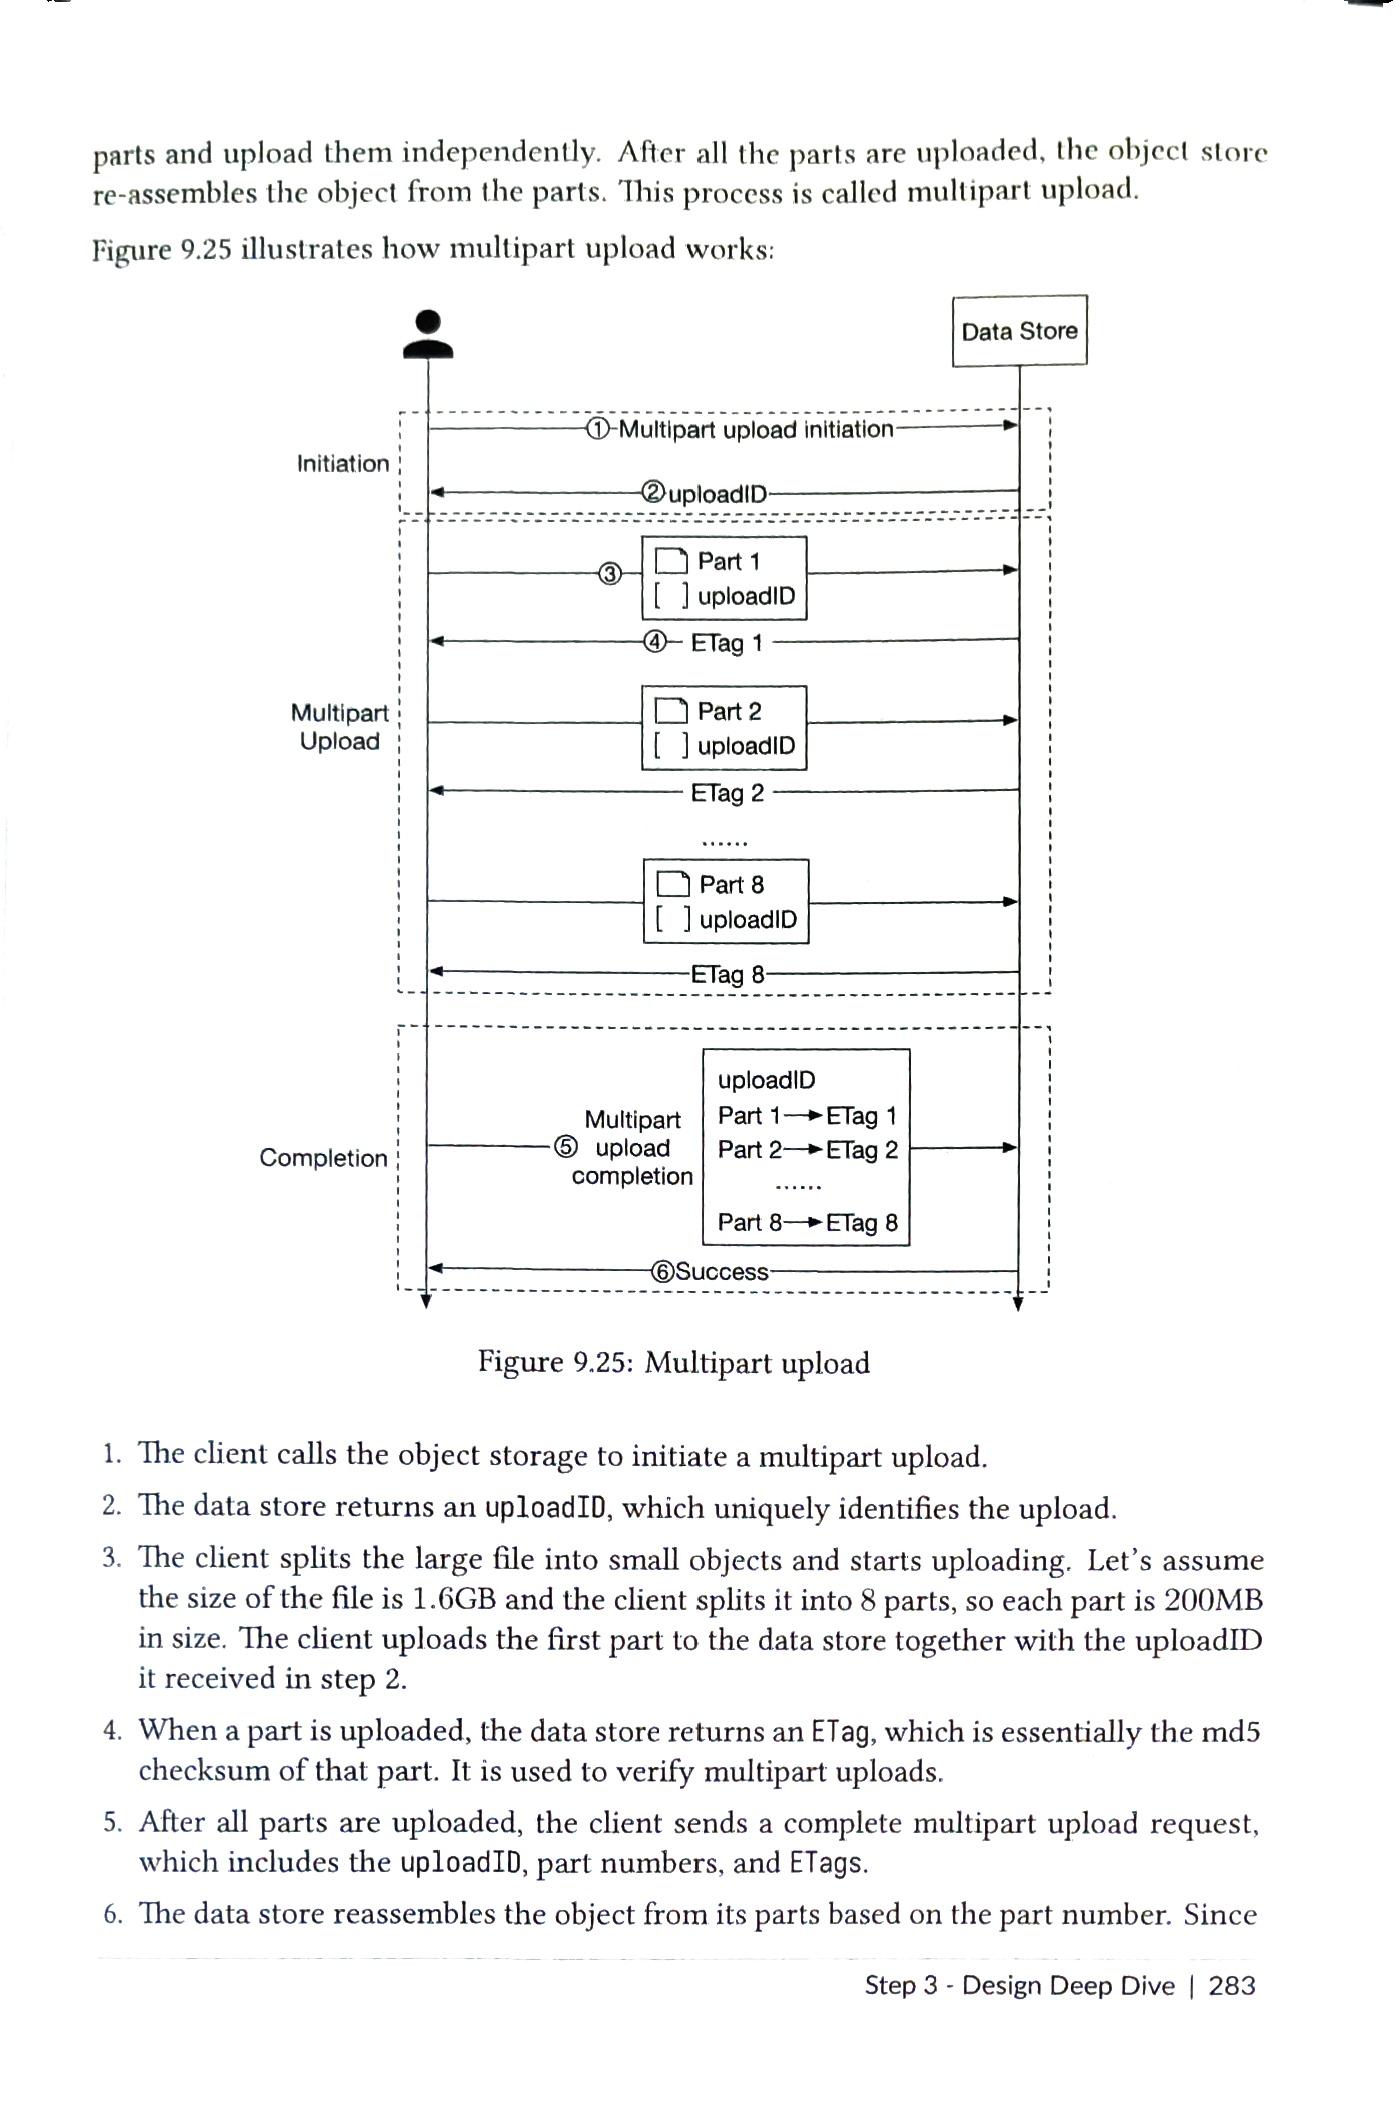 parts and upload them independently. After all the parts are uploaded, the object store
re-assembles the object from the parts. This process is called multipart upload.
Figure 9.25 illustrates how multipart upload works:
Data Store
①Multipart upload initiation
Initiation
②uploadID
Part 1
③
[ ] uploadID
④ ETag 1
Part 2
Multipart
Upload
[ ] uploadID
ETag 2
......
Part 8
[ ] uploadID
ETag 8
uploadID
Multipart
Part 1→ETag 1
⑤ upload
Part 2→ETag 2
Completion
completion
......
Part 8→ETag 8
⑥Success
Figure 9.25: Multipart upload
1. The client calls the object storage to initiate a multipart upload.
2. The data store returns an uploadID, which uniquely identifies the upload.
3. The client splits the large file into small objects and starts uploading. Let's assume
the size of the file is 1.6GB and the client splits it into 8 parts, so each part is 200MB
in size. The client uploads the first part to the data store together with the uploadID
it received in step 2.
4. When a part is uploaded, the data store returns an ETag, which is essentially the md5
checksum of that part. It is used to verify multipart uploads.
5. After all parts are uploaded, the client sends a complete multipart upload request,
which includes the uploadID, part numbers, and ETags.
6. The data store reassembles the object from its parts based on the part number. Since
Step 3 - Design Deep Dive | 283